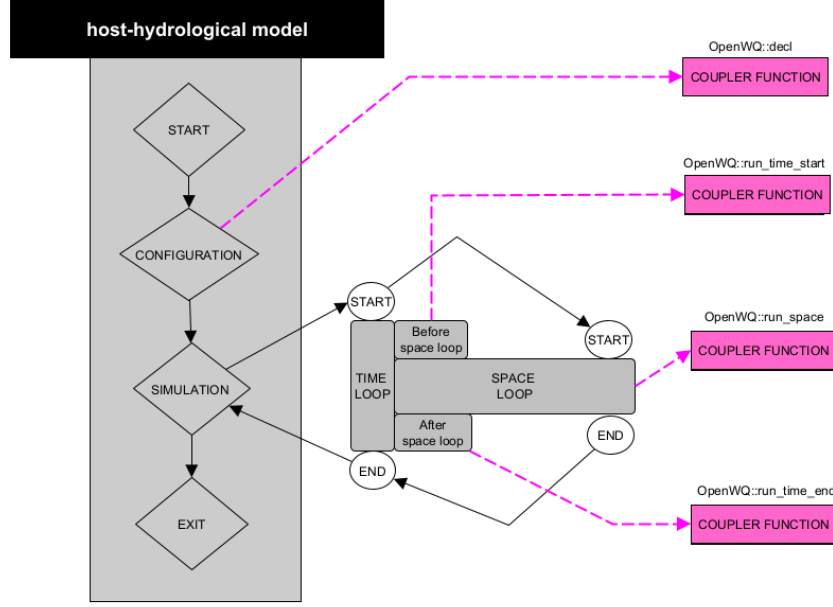 host-hydrological model
OpenWQ::decl
COUPLER FUNCTION
START
OpenWQ::run_time_start
COUPLER FUNCTION
CONFIGURATION
START
Before
space loop
START
OpenWQ::run_space
COUPLER FUNCTION
SIMULATION
TIME
LOOP
SPACE
LOOP
After
space loop
END
END
OpenWQ::run_time_end
COUPLER FUNCTION
EXIT